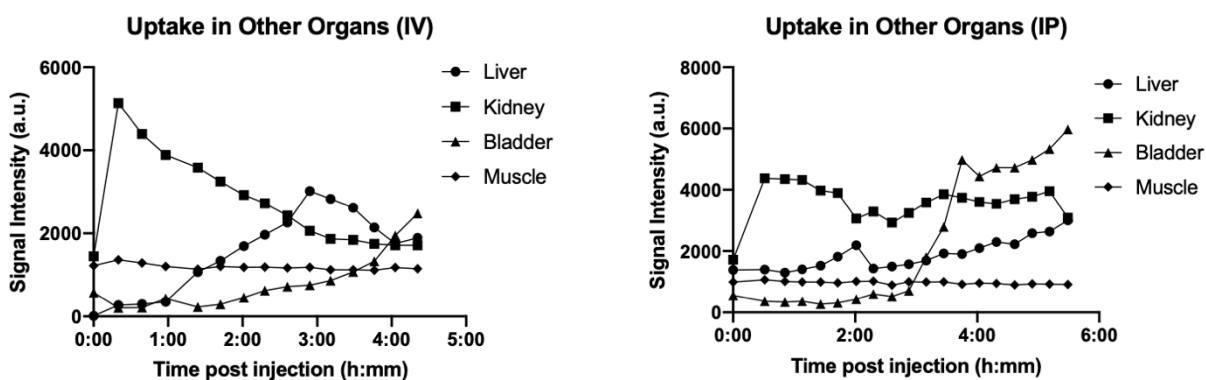 Uptake in Other Organs (IV)
Signal Intensity (a.u.)
6000
4000
2000
0
0:00 1:00 2:00 3:00 4:00 5:00
Time post injection (h:mm)
Liver
Kidney
Bladder
Muscle
Uptake in Other Organs (IP)
Signal Intensity (a.u.)
8000
6000
4000
2000
0
0:00 2:00 4:00 6:00
Time post injection (h:mm)
Liver
Kidney
Bladder
Muscle